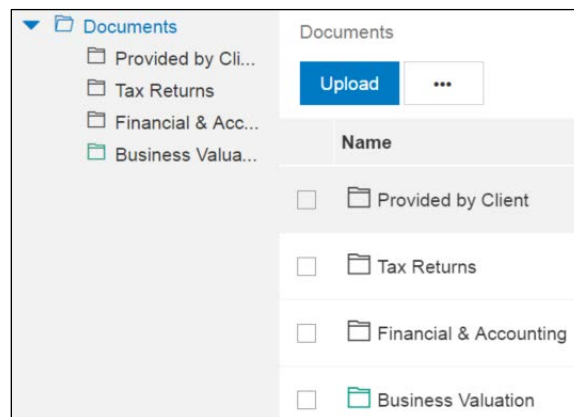 Documents
Provided by Cli...
Tax Returns
Financial & Acc...
Business Valua...
Documents
Upload
•••
Name
Provided by Client
Tax Returns
Financial & Accounting
Business Valuation